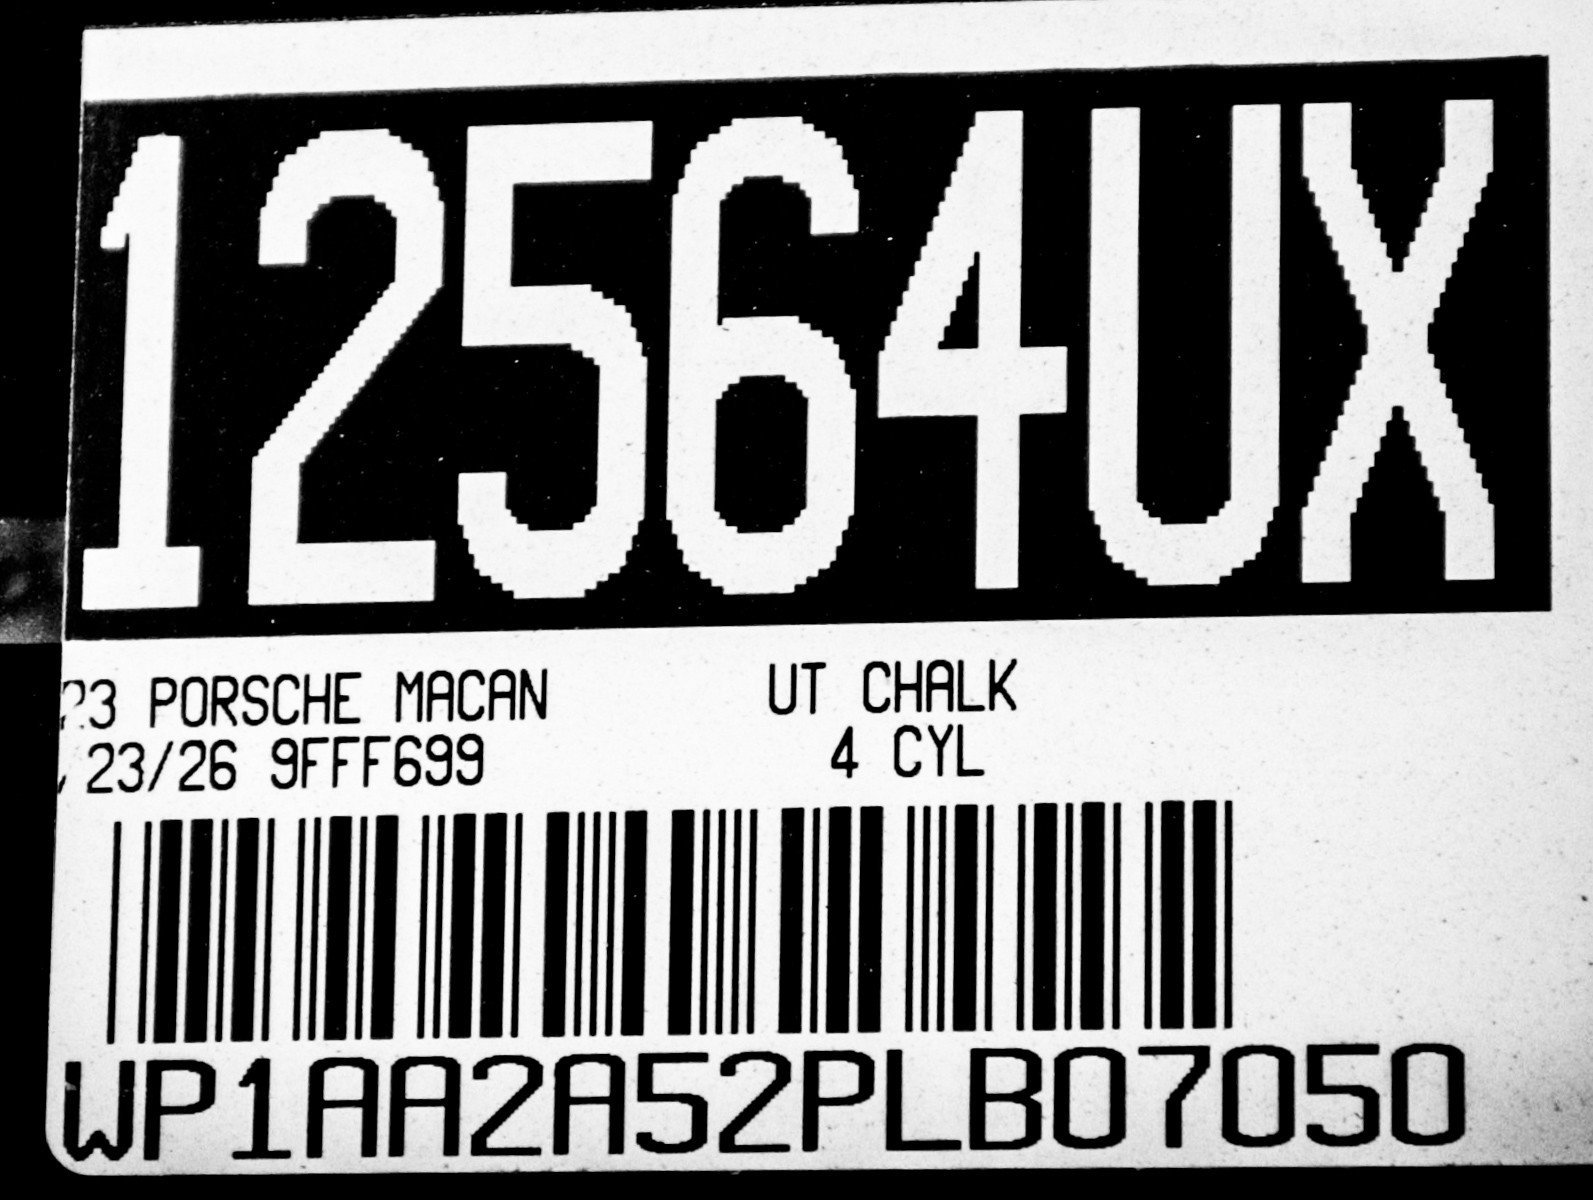 12564UX
23 PORSCHE MACAN UT CHALK
/23/26 9FFF699 4 CYL
WP1AA2A52PLB07050